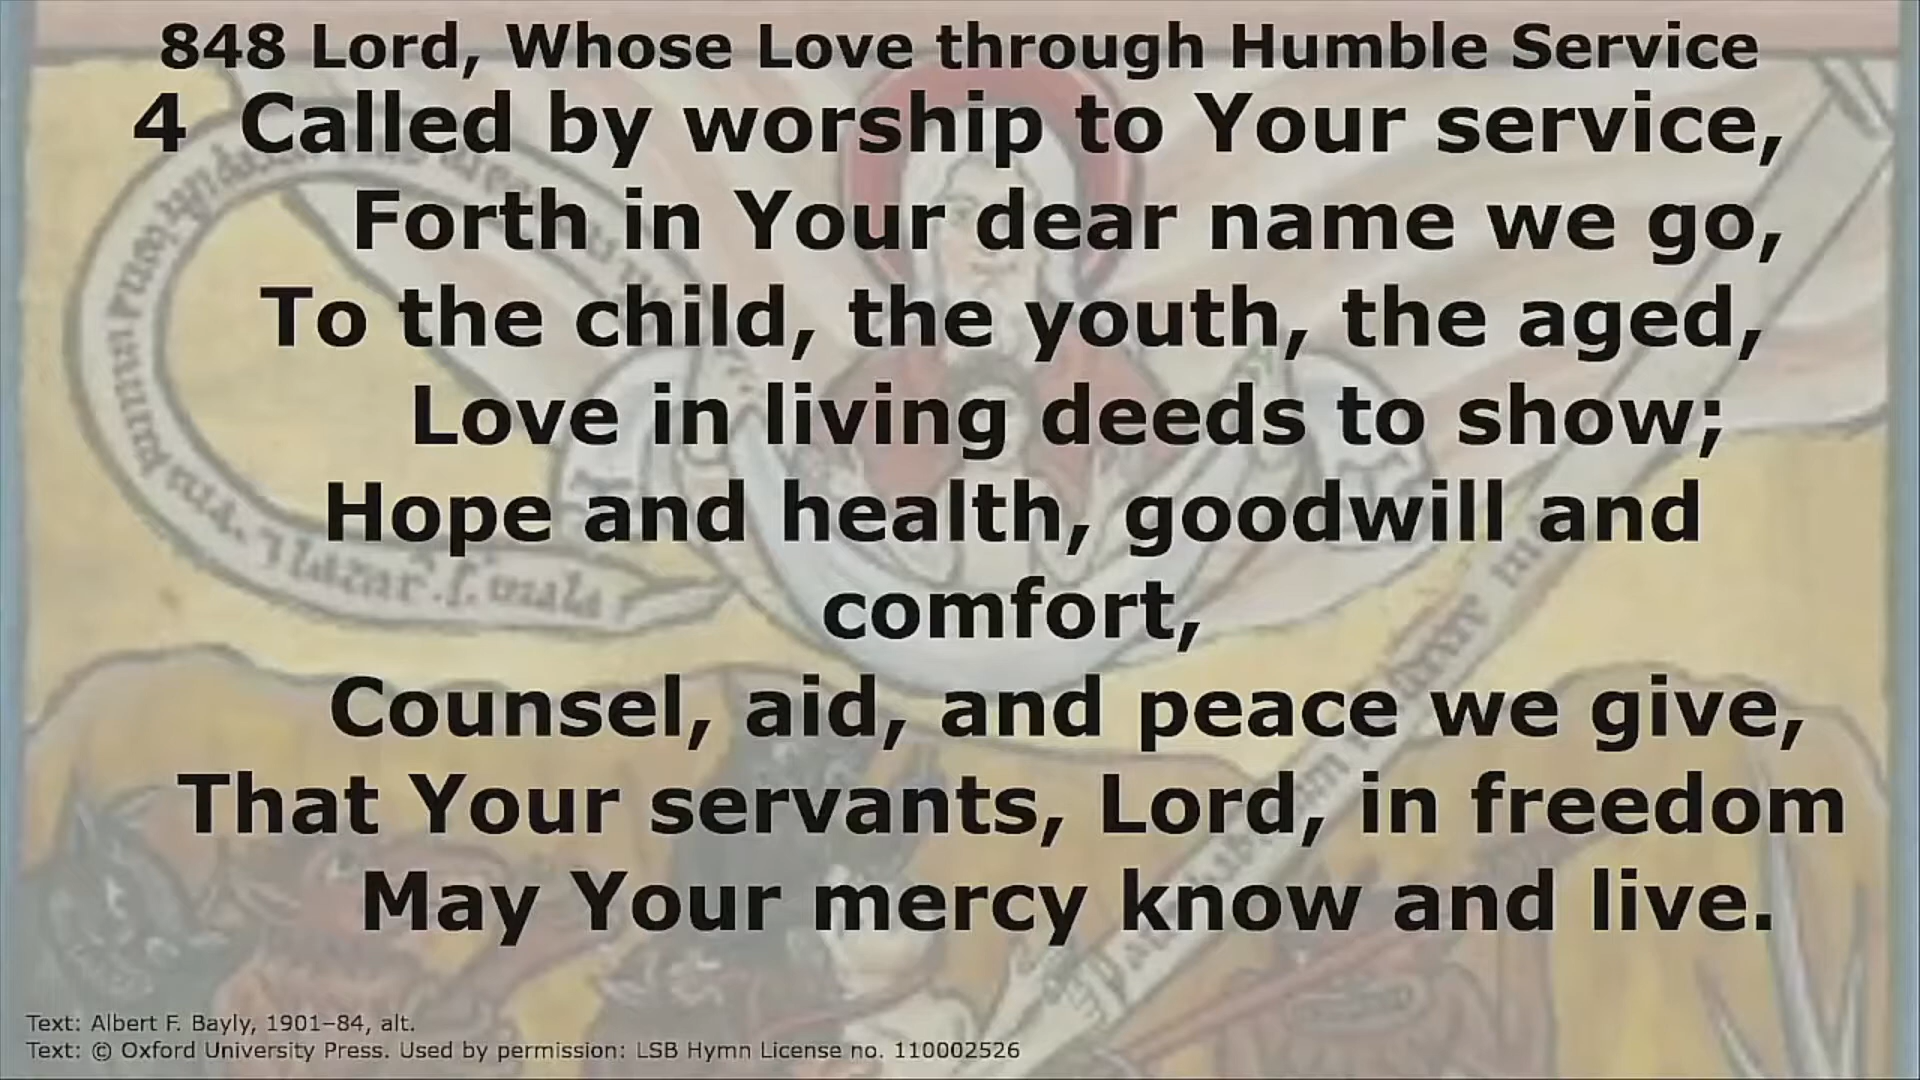 848 Lord, Whose Love through Humble Service
4 Called by worship to Your service,
Forth in Your dear name we go,
To the child, the youth, the aged,
Love in living deeds to show;
Hope and health, goodwill and
comfort,
Counsel, aid, and peace we give,
That Your servants, Lord, in freedom
May Your mercy know and live.
Text: Albert F. Bayly, 1901–84, alt.
Text: © Oxford University Press. Used by permission: LSB Hymn License no. 110002526